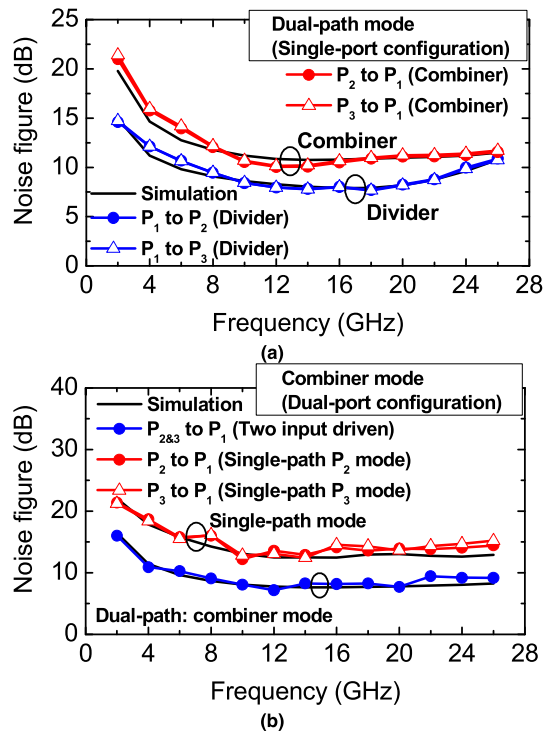 Dual-path mode
(Single-port configuration)
P2 to P1 (Combiner)
P3 to P1 (Combiner)
Combiner
Simulation
P1 to P2 (Divider)
P1 to P3 (Divider)
Divider
Noise figure (dB)
25
20
15
10
5
0
0 4 8 12 16 20 24 28
Frequency (GHz)
(a)
Combiner mode
(Dual-port configuration)
Simulation
P2&3 to P1 (Two input driven)
P2 to P1 (Single-path P2 mode)
P3 to P1 (Single-path P3 mode)
Single-path mode
Dual-path: combiner mode
Noise figure (dB)
40
30
20
10
0
0 4 8 12 16 20 24 28
Frequency (GHz)
(b)